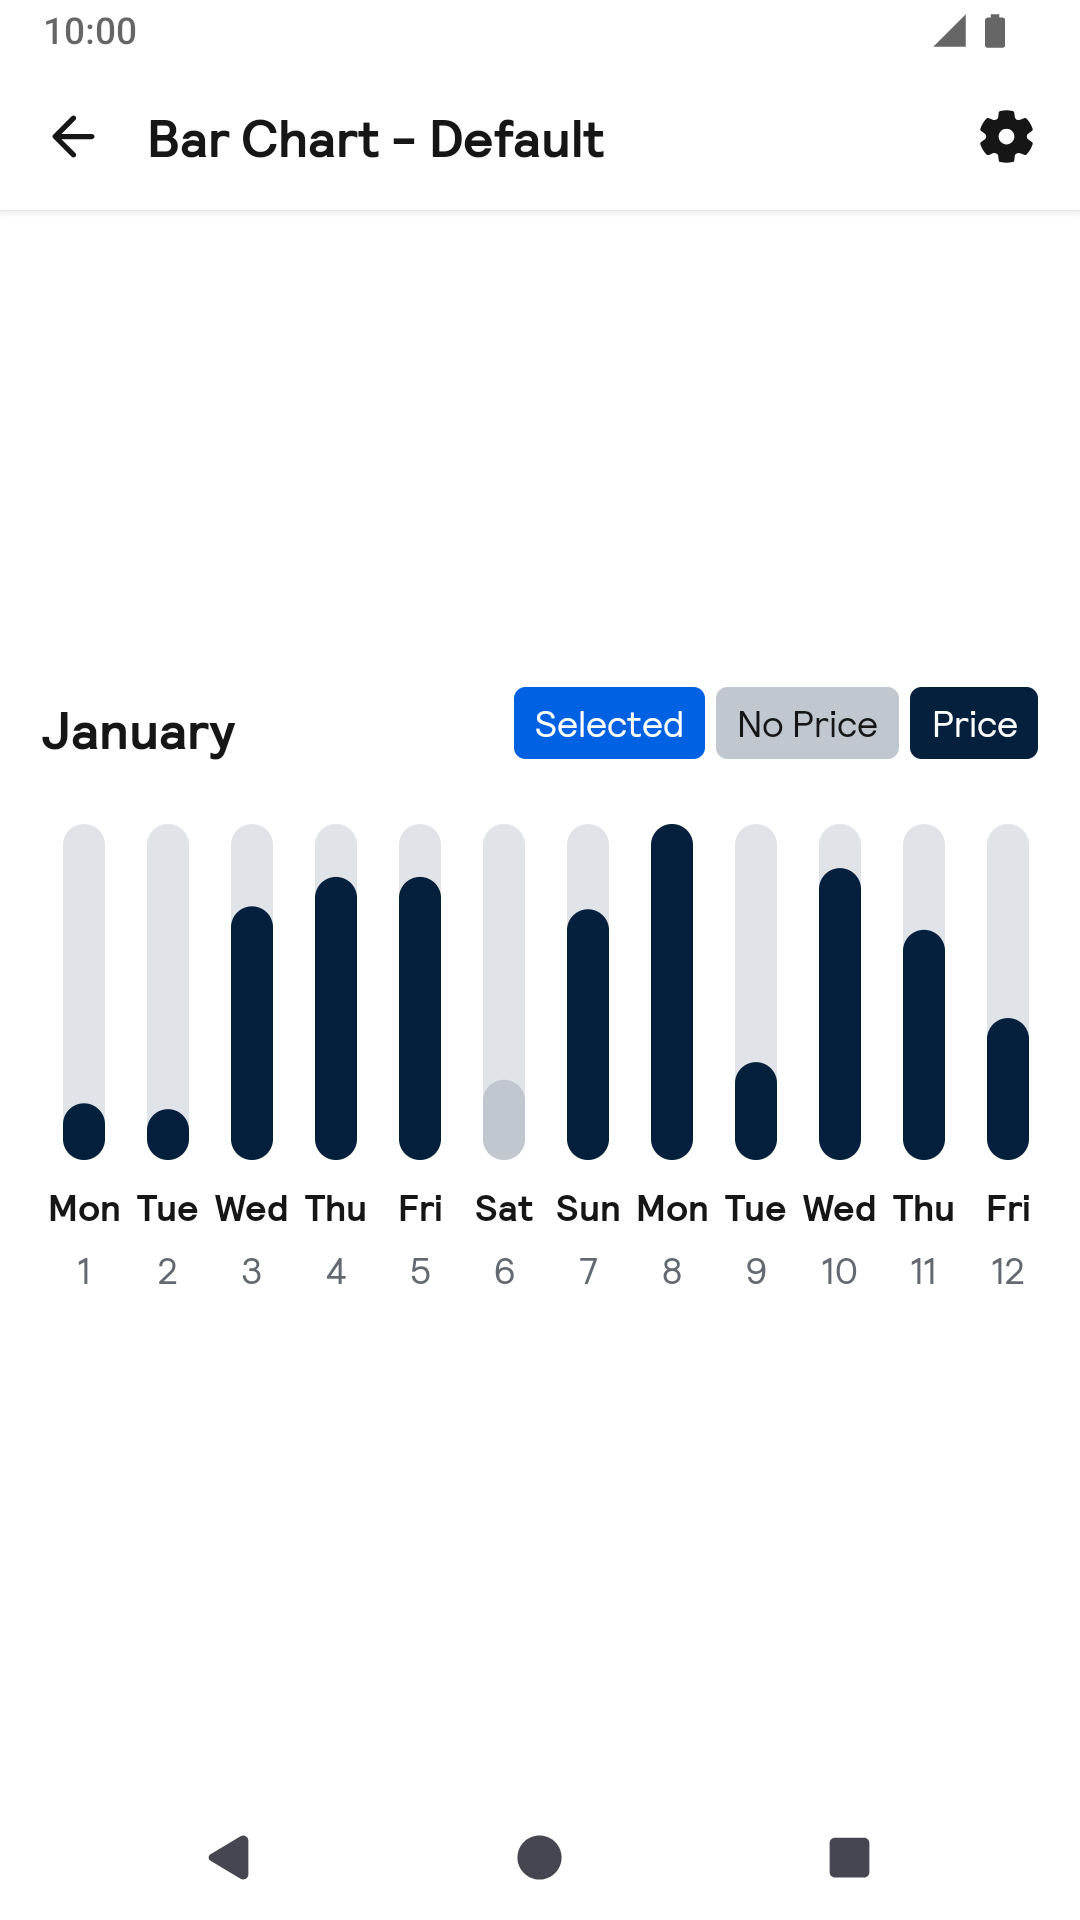 10:00
Bar Chart - Default
January
Selected No Price Price
Mon Tue Wed Thu Fri Sat Sun Mon Tue Wed Thu Fri
1 2 3 4 5 6 7 8 9 10 11 12